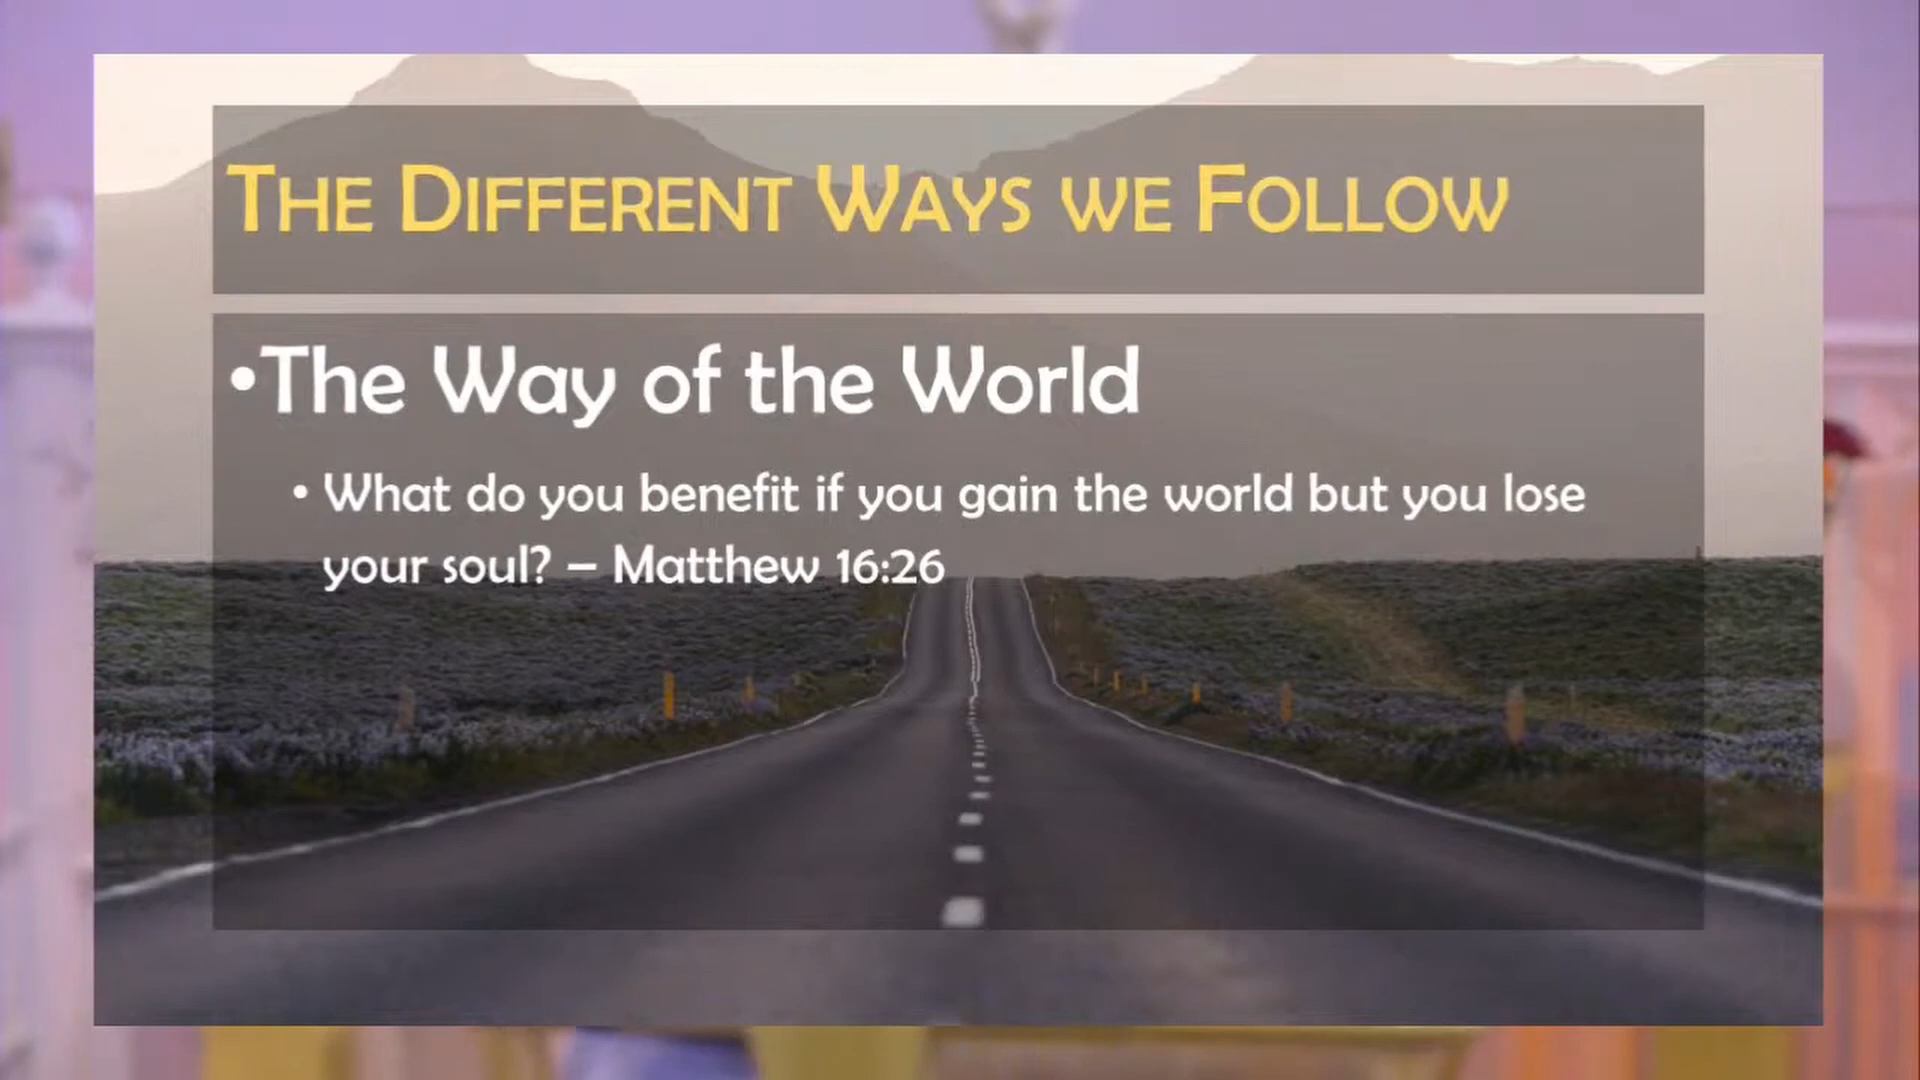 The Different Ways we Follow
•The Way of the World
• What do you benefit if you gain the world but you lose
your soul? – Matthew 16:26